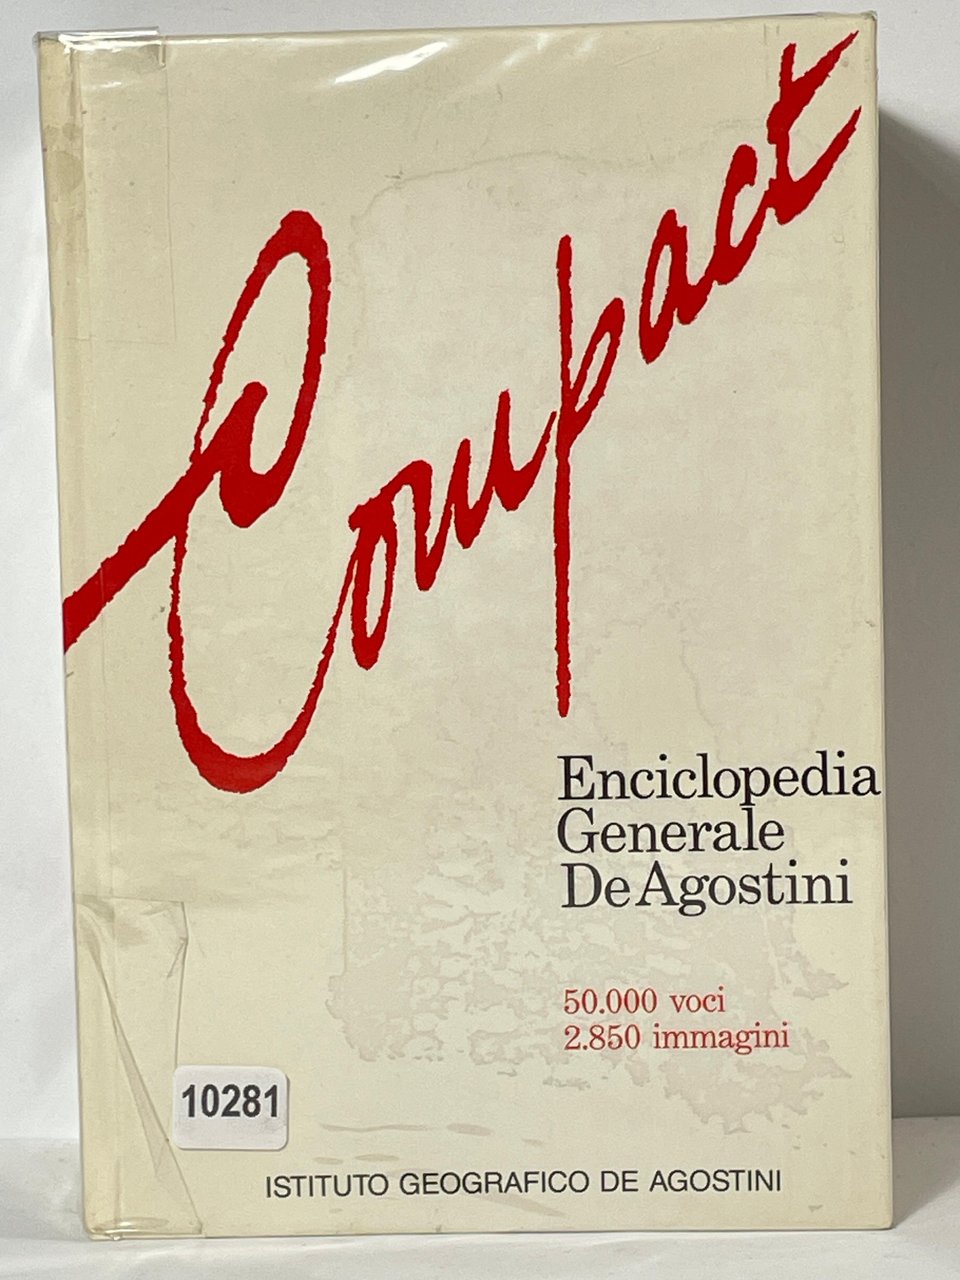 Compact
Enciclopedia
Generale
De Agostini
50.000 voci
2.850 immagini
10281
ISTITUTO GEOGRAFICO DE AGOSTINI